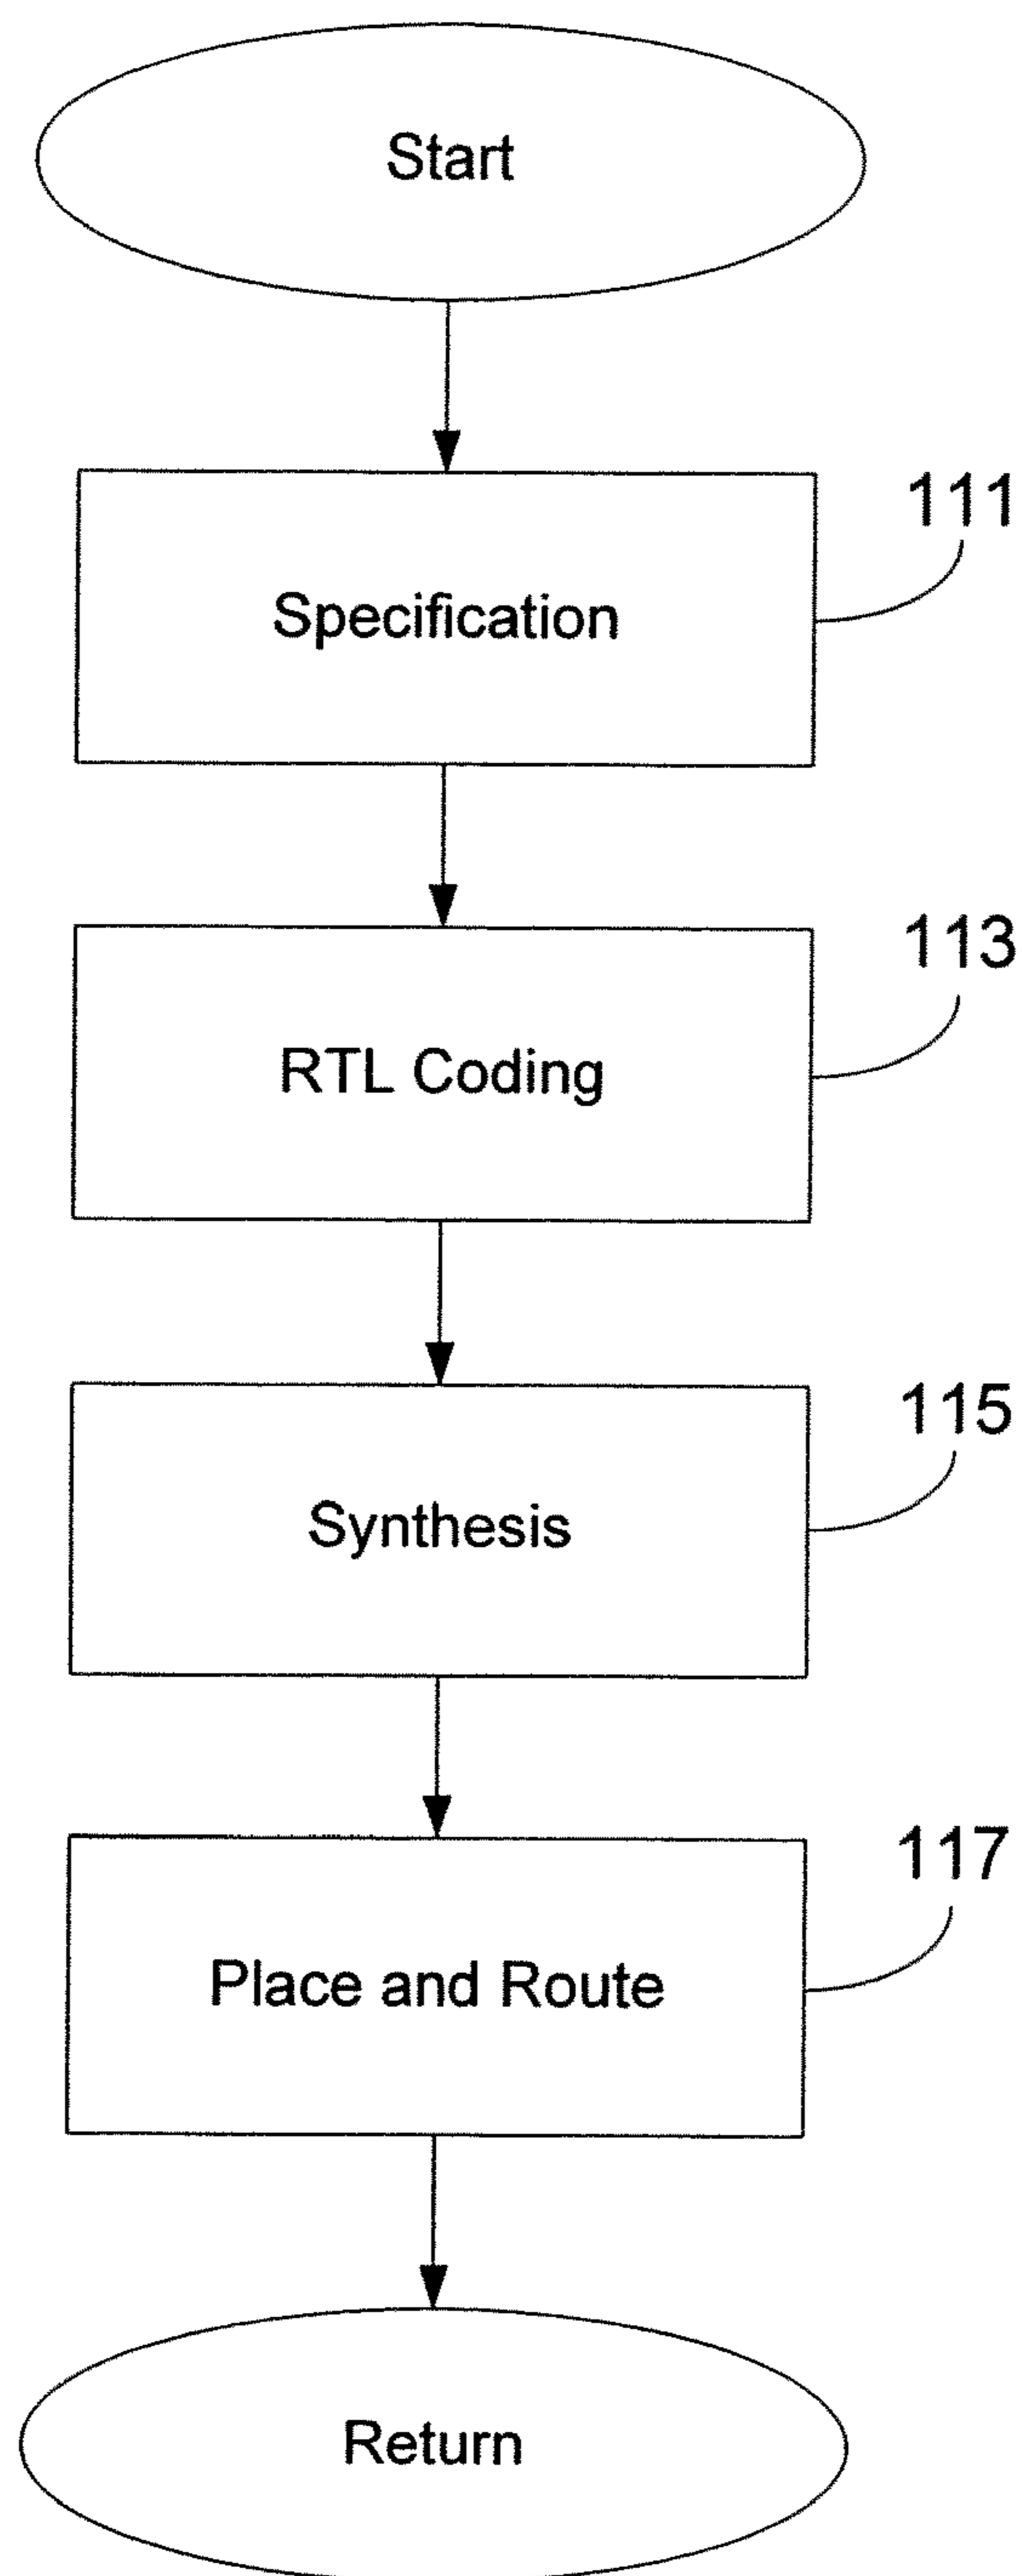 Start
111
Specification
113
RTL Coding
115
Synthesis
117
Place and Route
Return